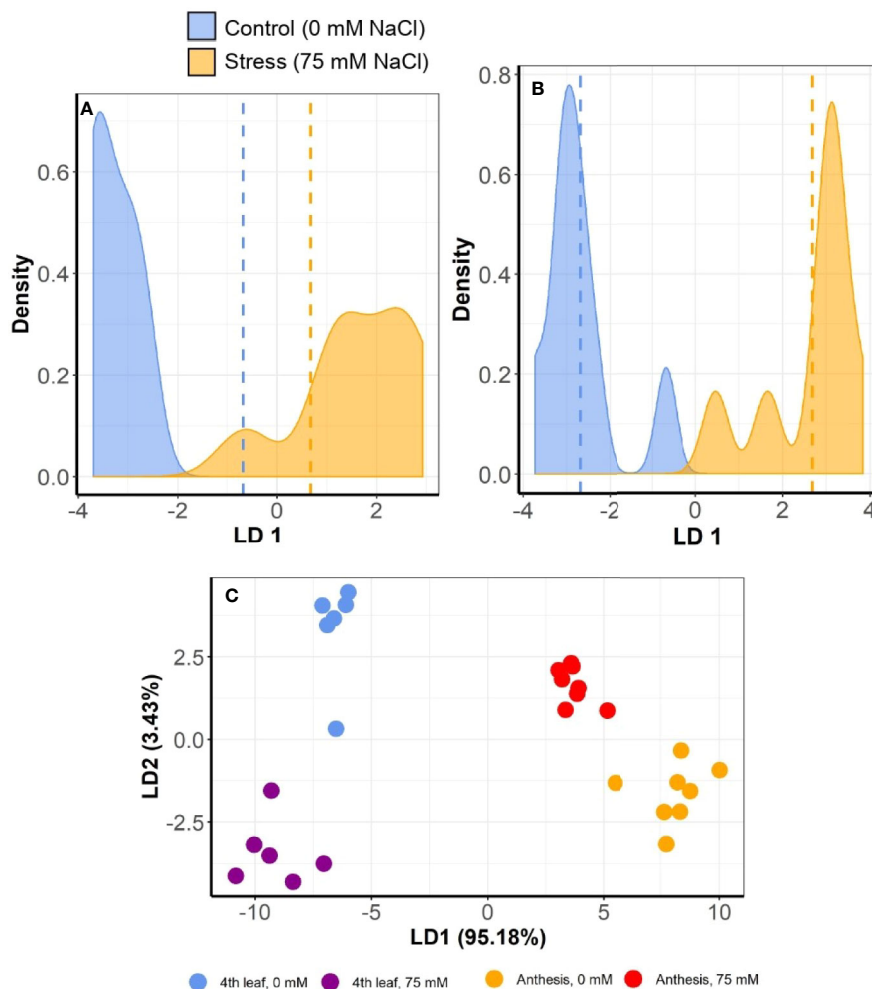 Control (0 mM NaCl)
Stress (75 mM NaCl)
A
Density
0.6
0.4
0.2
0.0
-4
-2
0
2
LD 1
B
Density
0.8
0.6
0.4
0.2
0.0
-4
-2
0
2
4
LD 1
C
LD2 (3.43%)
2.5
0.0
-2.5
-10
-5
0
5
10
LD1 (95.18%)
4th leaf, 0 mM 4th leaf, 75 mM Anthesis, 0 mM Anthesis, 75 mM